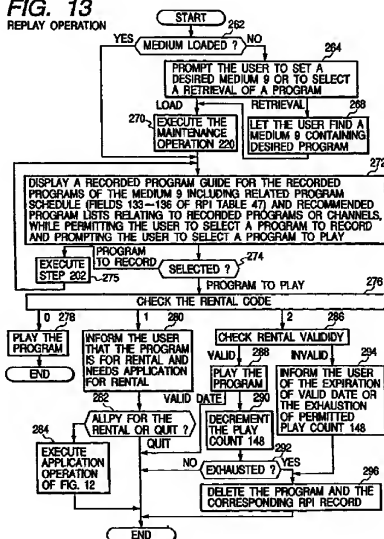 FIG. 13
REPLAY OPERATION
START
262
YES
MEDIUM LOADED ?
NO
264
PROMPT THE USER TO SET A
DESIRED MEDIUM 9 OR TO SELECT
A RETRIEVAL OF A PROGRAM
LOAD
RETRIEVAL
268
270
EXECUTE THE
MAINTENANCE
OPERATION 220
LET THE USER FIND A
MEDIUM 9 CONTAINING
DESIRED PROGRAM
272
DISPLAY A RECORDED PROGRAM GUIDE FOR THE RECORDED
PROGRAMS OF THE MEDIUM 9 INCLUDING RELATED PROGRAM
SCHEDULE (FIELDS 133–136 OF RPI TABLE 47) AND RECOMMENDED
PROGRAM LISTS RELATING TO RECORDED PROGRAMS OR CHANNELS,
WHILE PERMITTING THE USER TO SELECT A PROGRAM TO RECORD
AND PROMPTING THE USER TO SELECT A PROGRAM TO PLAY
PROGRAM
TO RECORD
274
EXECUTE
STEP 202
275
SELECTED ?
PROGRAM TO PLAY
276
CHECK THE RENTAL CODE
0
278
1
280
2
286
PLAY THE
PROGRAM
END
INFORM THE USER
THAT THE PROGRAM
IS FOR RENTAL AND
NEEDS APPLICATION
FOR RENTAL
CHECK RENTAL VALIDIDY
VALID
288
INVALID
294
PLAY THE
PROGRAM
VALID DATE
290
INFORM THE USER
OF THE EXPIRATION
OF VALID DATE OR
THE EXHAUSTION
OF PERMITTED
PLAY COUNT 148
282
ALLPY FOR THE
RENTAL OR QUIT ?
DECREMENT
THE PLAY
COUNT 148
QUIT
292
284
EXECUTE
APPLICATION
OPERATION
OF FIG. 12
NO
EXHAUSTED ?
YES
296
DELETE THE PROGRAM AND THE
CORRESPONDING RPI RECORD
END